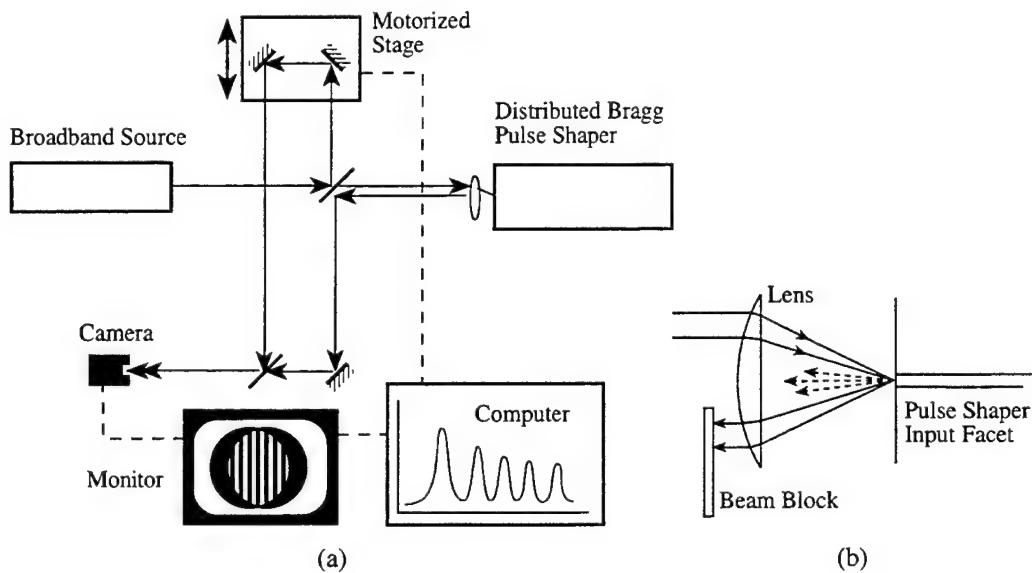 Motorized
Stage
Broadband Source
Distributed Bragg
Pulse Shaper
Camera
Monitor
Computer
(a)
Lens
Pulse Shaper
Input Facet
Beam Block
(b)